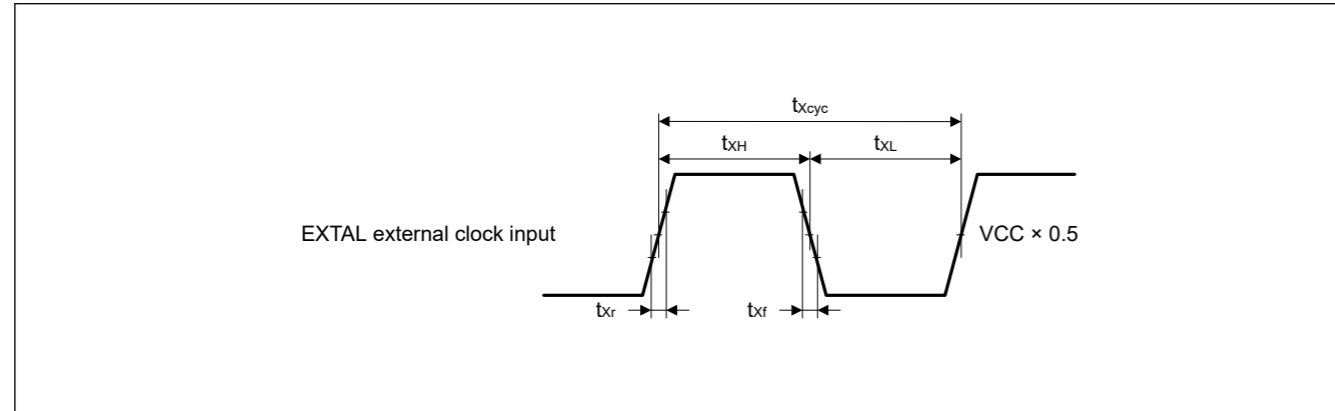 tXcyc
tXH
tXL
EXTAL external clock input
VCC × 0.5
tXr
tXf